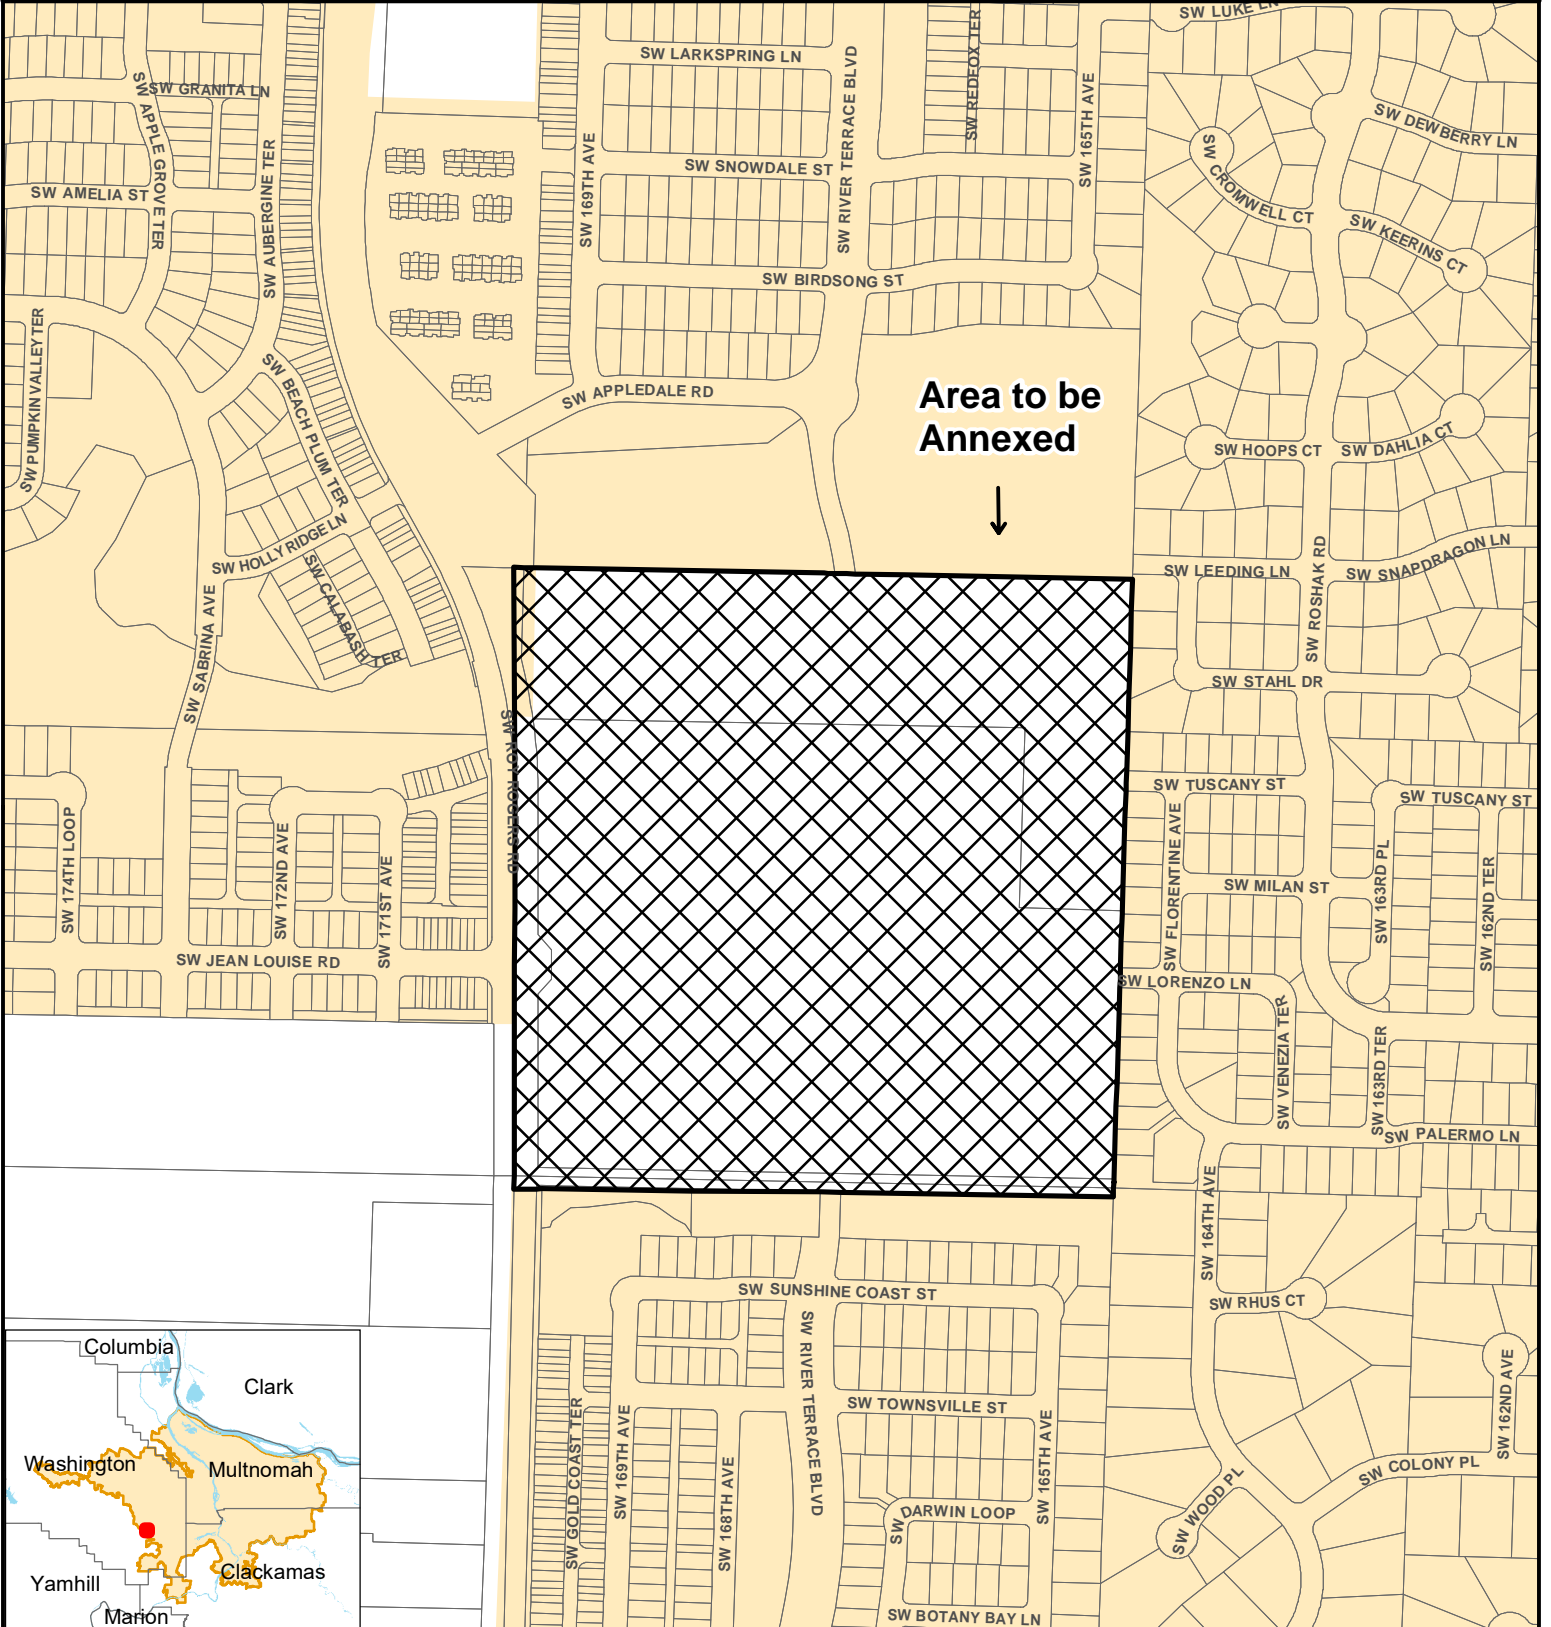 SW LUKE LN
SW LARKSPRING LN
SW REDFOX TER
SW RIVER TERRACE BLVD
SW 165TH AVE
SW GRANITA LN
SW APPLE GROVE TER
SW DEWBERRY LN
SW CROMWELL CT
SW 169TH AVE
SW SNOWDALE ST
SW AMELIA ST
SW AUBERGINE TER
SW KEERINS CT
SW BIRDSONG ST
SW PUMPKIN VALLEY TER
SW BEACH PLUM TER
SW APPLEDALE RD
Area to be
Annexed
SW HOOPS CT
SW DAHLIA CT
SW HOLLY RIDGE LN
SW CALABASH TER
SW LEEDING LN
SW ROSHAK RD
SW SNAPDRAGON LN
SW SABRINA AVE
SW STAHL DR
SW ROY ROGERS RD
SW TUSCANY ST
SW TUSCANY ST
SW 174TH LOOP
SW 172ND AVE
SW 171ST AVE
SW FLORENTINE AVE
SW MILAN ST
SW 163RD PL
SW 162ND TER
SW JEAN LOUISE RD
SW LORENZO LN
SW VENEZIA TER
SW 163RD TER
SW PALERMO LN
SW 164TH AVE
SW SUNSHINE COAST ST
SW RHUS CT
SW RIVER TERRACE BLVD
SW 162ND AVE
SW TOWNSVILLE ST
SW GOLD COAST TER
SW 169TH AVE
SW 168TH AVE
SW 165TH AVE
SW COLONY PL
SW WOOD PL
SW DARWIN LOOP
SW BOTANY BAY LN
Columbia
Clark
Washington
Multnomah
Clackamas
Yamhill
Marion